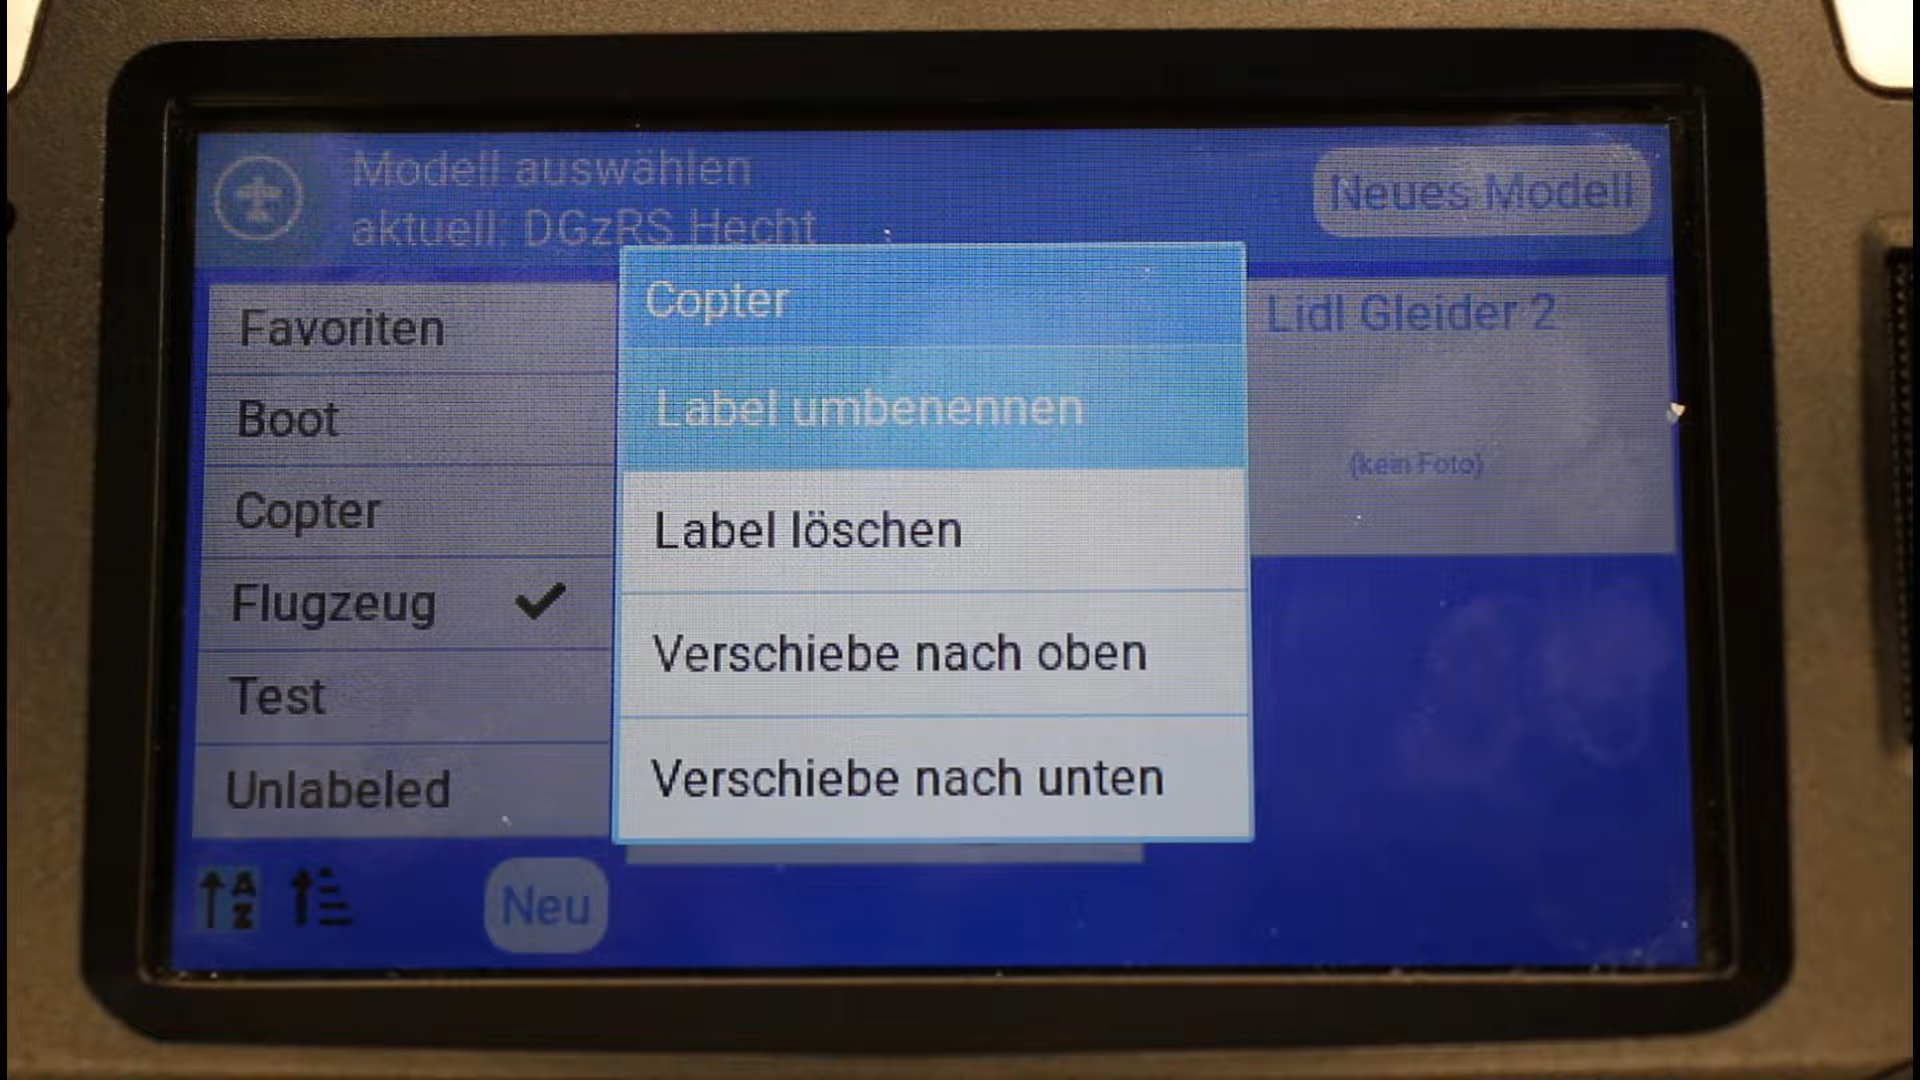 Modell auswählen
aktuell: DGzRS Hecht
Neues Modell
Favoriten
Boot
Copter
Flugzeug
Test
Unlabeled
Neu
Copter
Label umbenennen
Label löschen
Verschiebe nach oben
Verschiebe nach unten
Lidl Gleider 2
(kein Foto)
A
Z